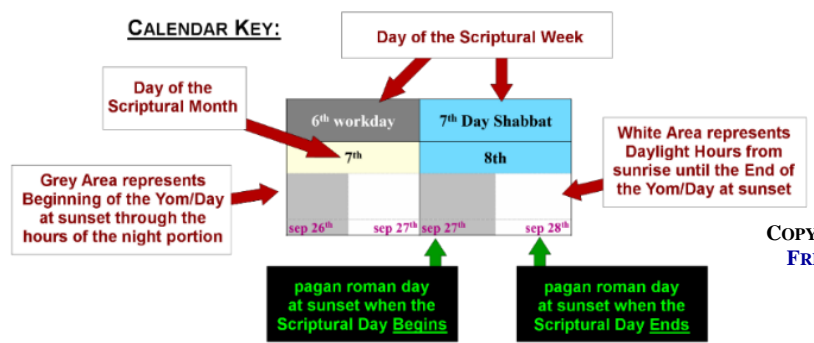 CALENDAR KEY:
Day of the Scriptural Week
Day of the
Scriptural Month
6th workday
7th Day Shabbat
7th
8th
White Area represents
Daylight Hours from
sunrise until the End of
the Yom/Day at sunset
Grey Area represents
Beginning of the Yom/Day
at sunset through the
hours of the night portion
sep 26th
sep 27th
sep 27th
sep 28th
COPY
FRE
pagan roman day
at sunset when the
Scriptural Day Begins
pagan roman day
at sunset when the
Scriptural Day Ends